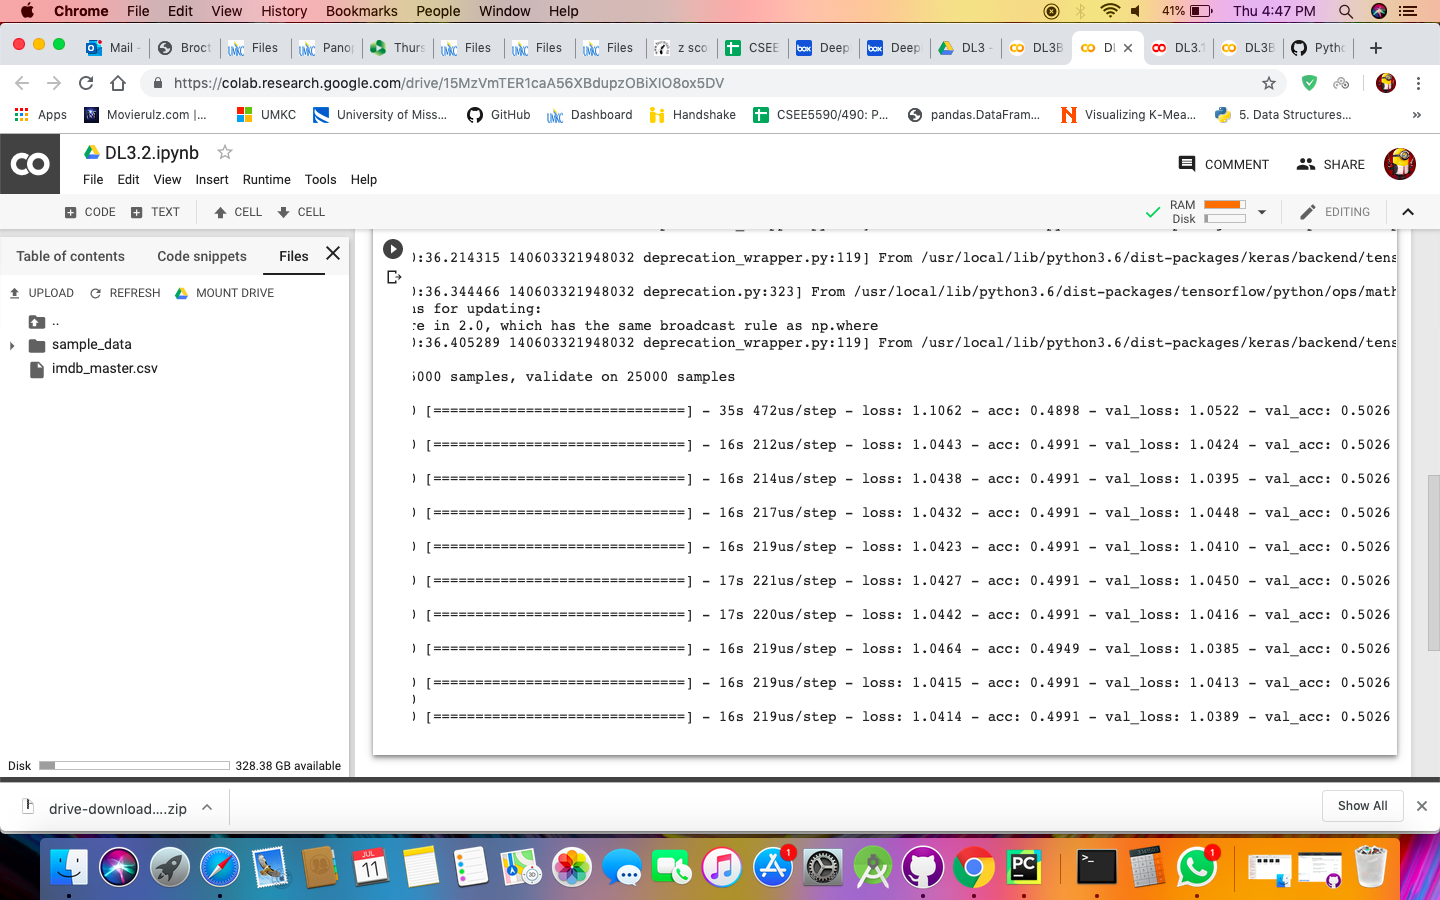 Chrome File Edit View History Bookmarks People Window Help 41% Thu 4:47 PM
Mail - Broct Files Panop Thurs Files Files Files z sco CSEE Deep Deep DL3 - DL3B DL DL3.1 DL3B Pytho
https://colab.research.google.com/drive/15MzVmTER1caA56XBdupzOBiXIO8ox5DV
Apps Movierulz.com |... UMKC University of Miss... GitHub Dashboard Handshake CSEE5590/490: P... pandas.DataFram... Visualizing K-Mea... 5. Data Structures... »
CO DL3.2.ipynb
COMMENT SHARE
File Edit View Insert Runtime Tools Help
CODE TEXT CELL CELL RAM Disk EDITING
Table of contents Code snippets Files
UPLOAD REFRESH MOUNT DRIVE
..
sample_data
imdb_master.csv
):36.214315 140603321948032 deprecation_wrapper.py:119] From /usr/local/lib/python3.6/dist-packages/keras/backend/tens
):36.344466 140603321948032 deprecation.py:323] From /usr/local/lib/python3.6/dist-packages/tensorflow/python/ops/math
ns for updating:
re in 2.0, which has the same broadcast rule as np.where
):36.405289 140603321948032 deprecation_wrapper.py:119] From /usr/local/lib/python3.6/dist-packages/keras/backend/tens
5000 samples, validate on 25000 samples
) [==============================] - 35s 472us/step - loss: 1.1062 - acc: 0.4898 - val_loss: 1.0522 - val_acc: 0.5026
) [==============================] - 16s 212us/step - loss: 1.0443 - acc: 0.4991 - val_loss: 1.0424 - val_acc: 0.5026
) [==============================] - 16s 214us/step - loss: 1.0438 - acc: 0.4991 - val_loss: 1.0395 - val_acc: 0.5026
) [==============================] - 16s 217us/step - loss: 1.0432 - acc: 0.4991 - val_loss: 1.0448 - val_acc: 0.5026
) [==============================] - 16s 219us/step - loss: 1.0423 - acc: 0.4991 - val_loss: 1.0410 - val_acc: 0.5026
) [==============================] - 17s 221us/step - loss: 1.0427 - acc: 0.4991 - val_loss: 1.0450 - val_acc: 0.5026
) [==============================] - 17s 220us/step - loss: 1.0442 - acc: 0.4991 - val_loss: 1.0416 - val_acc: 0.5026
) [==============================] - 16s 219us/step - loss: 1.0464 - acc: 0.4949 - val_loss: 1.0385 - val_acc: 0.5026
) [==============================] - 16s 219us/step - loss: 1.0415 - acc: 0.4991 - val_loss: 1.0413 - val_acc: 0.5026
)
) [==============================] - 16s 219us/step - loss: 1.0414 - acc: 0.4991 - val_loss: 1.0389 - val_acc: 0.5026
Disk 328.38 GB available
drive-download....zip Show All
JUL 11 1 PC >_ 1